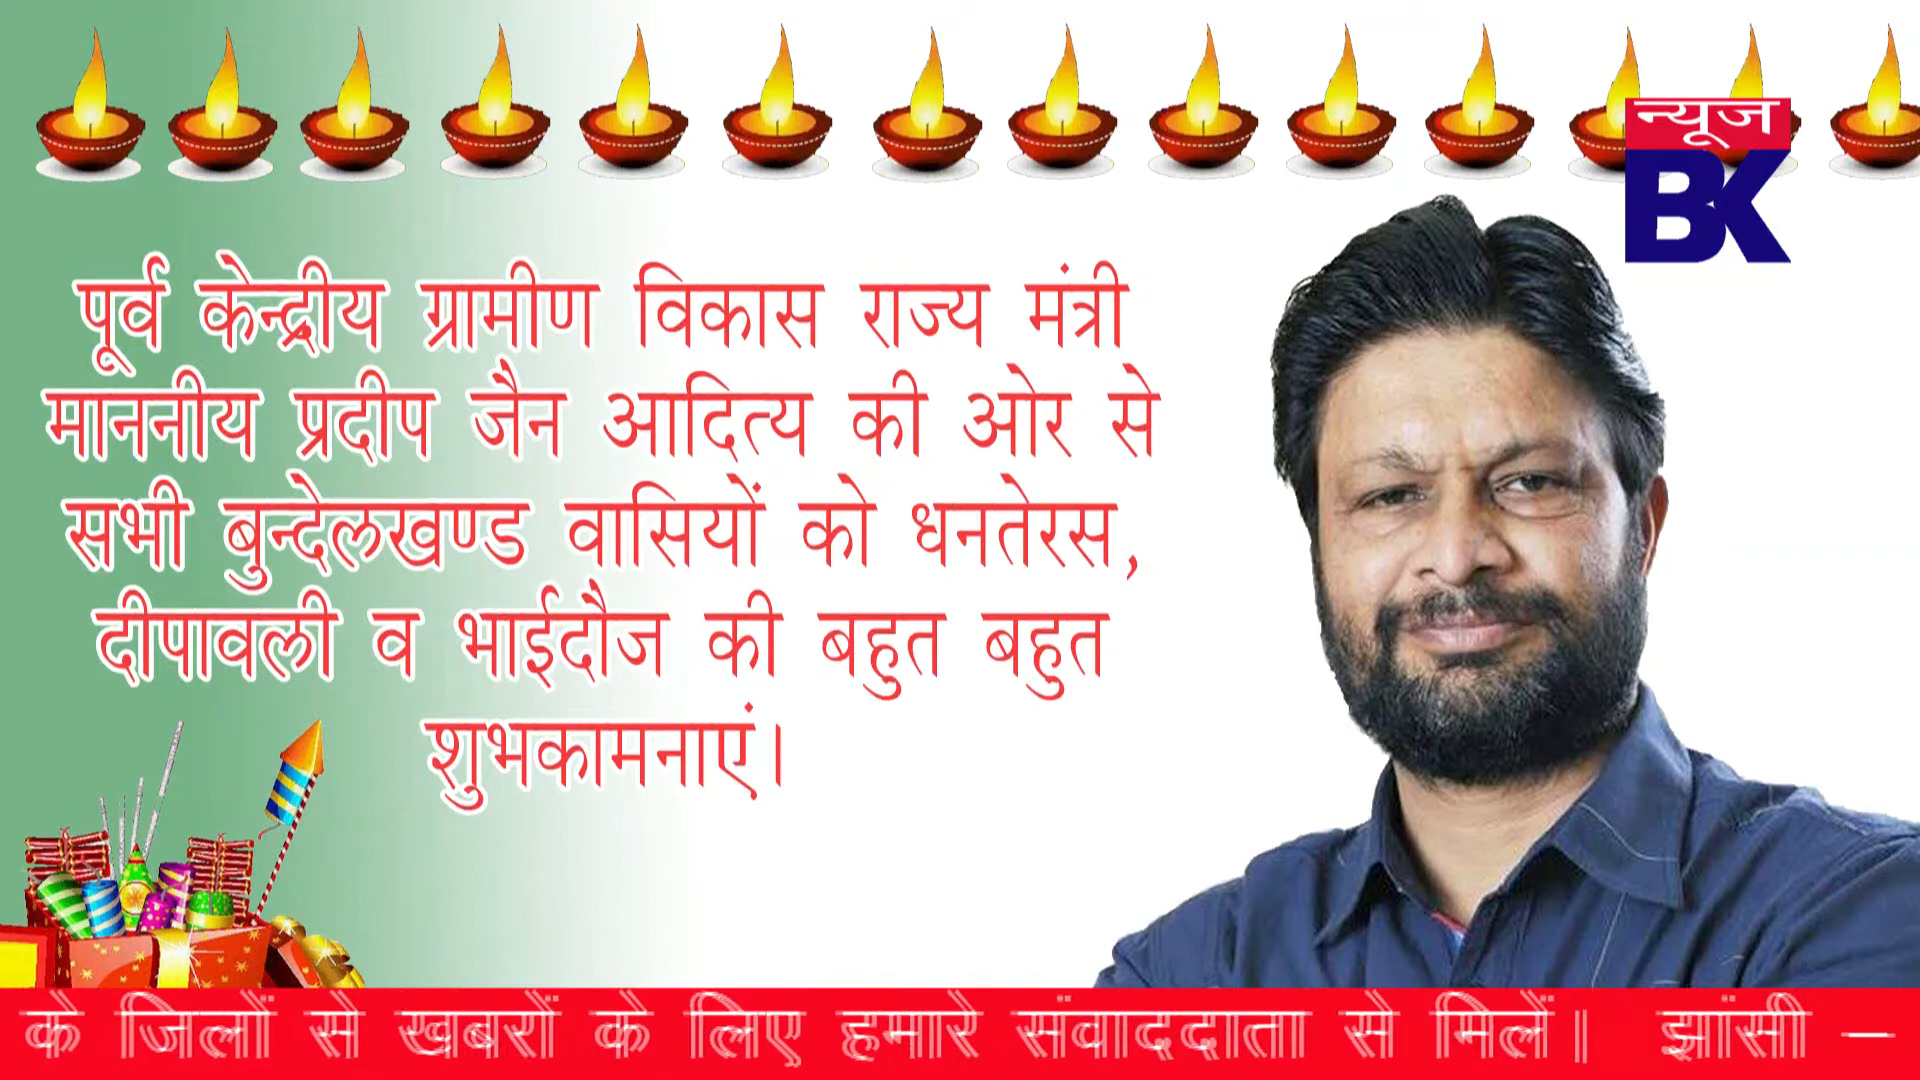 न्यूज
BK
पूर्व केन्द्रीय ग्रामीण विकास राज्य मंत्री
माननीय प्रदीप जैन आदित्य की ओर से
सभी बुन्देलखण्ड वासियों को धनतेरस,
दीपावली व भाईदौज की बहुत बहुत
शुभकामनाएं।
के जिलों से खबरों के लिए हमारे संवाददाता से मिलें। झांसी –